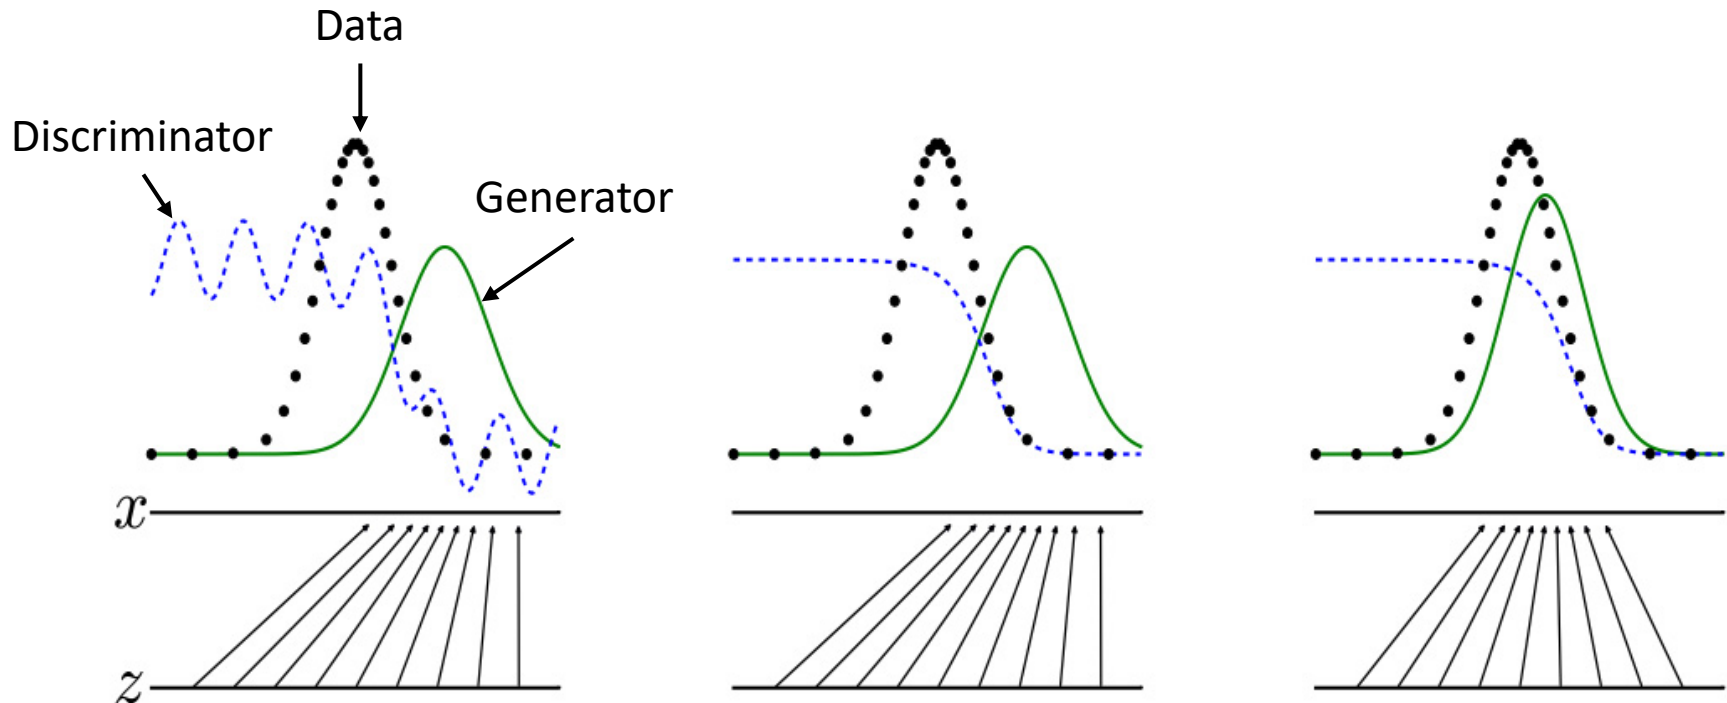 Data
Discriminator
Generator
x
z